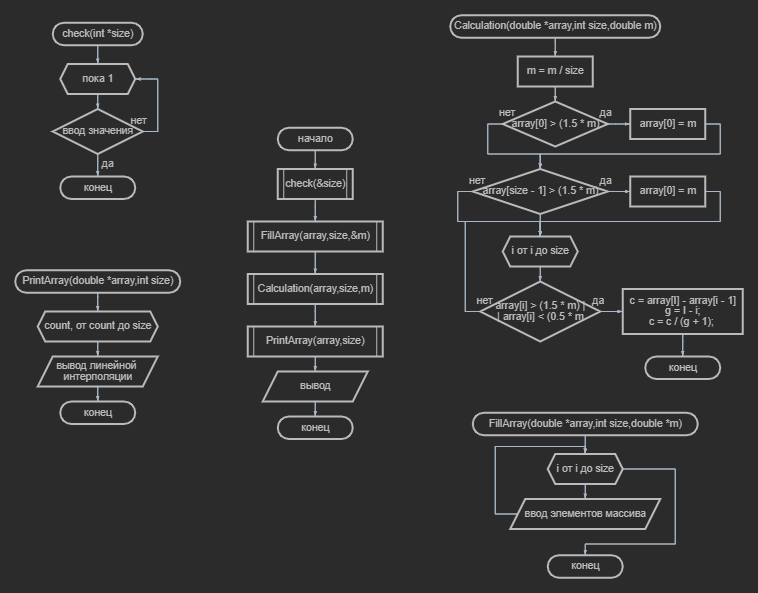 check(int *size)
пока 1
нет
ввод значения
да
конец
PrintArray(double *array,int size)
count, от count до size
вывод линейной
интерполяции
конец
начало
check(&size)
FillArray(array,size,&m)
Calculation(array,size,m)
PrintArray(array,size)
вывод
конец
Calculation(double *array,int size,double m)
m = m / size
нет
да
array[0] > (1.5 * m)
array[0] = m
нет
да
array[size - 1] > (1.5 * m)
array[0] = m
i от i до size
нет
да
array[i] > (1.5 * m) |
| array[i] < (0.5 * m
c = array[l] - array[i - 1]
g = l - i;
c = c / (g + 1);
конец
FillArray(double *array,int size,double *m)
i от i до size
ввод элементов массива
конец